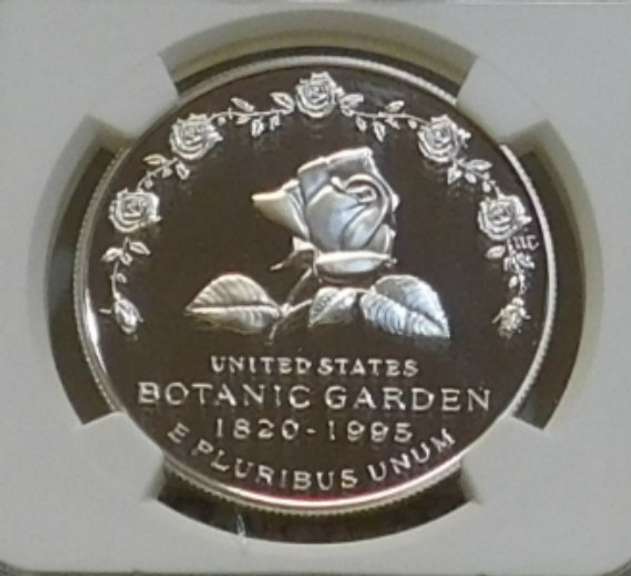 UNITED STATES
BOTANIC GARDEN
1820-1995
E PLURIBUS UNUM